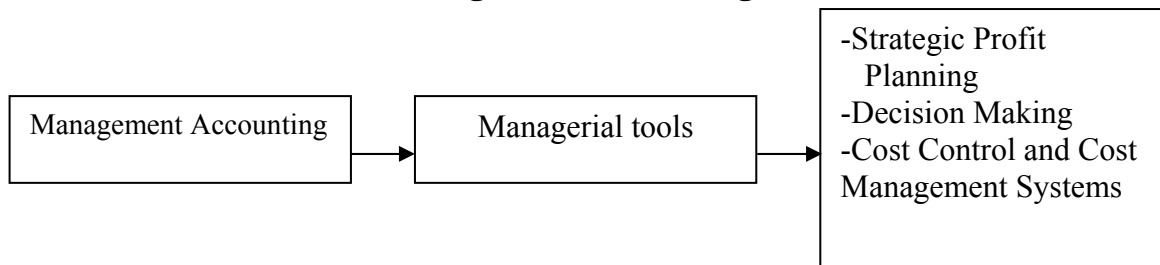 Management Accounting
Managerial tools
-Strategic Profit
Planning
-Decision Making
-Cost Control and Cost
Management Systems